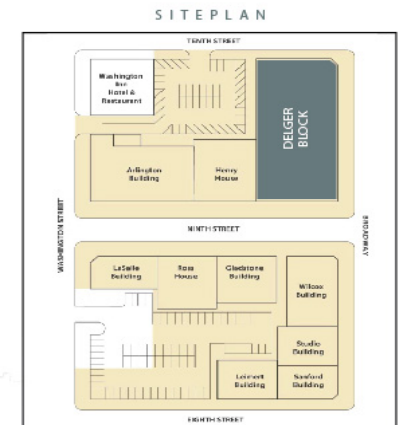 SITEPLAN
TENTH STREET
Washington
Inn
Hotel &
Restaurant
DELGER
BLOCK
Arlington
Building
Henry
House
WASHINGTON STREET
NINTH STREET
BROADWAY
LaSalle
Building
Ross
House
Gladstone
Building
Wilcox
Building
Studio
Building
Leimert
Building
Sanford
Building
EIGHTH STREET